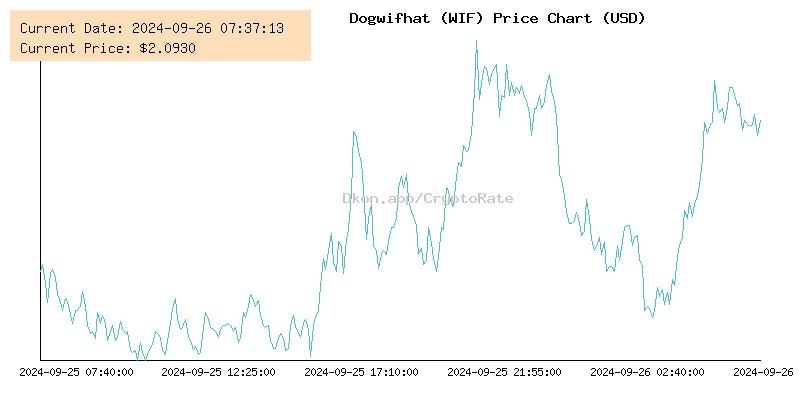 Dogwifhat (WIF) Price Chart (USD)
Current Date: 2024-09-26 07:37:13
Current Price: $2.0930
Dkon.app/CryptoRate
2024-09-25 07:40:00 2024-09-25 12:25:00 2024-09-25 17:10:00 2024-09-25 21:55:00 2024-09-26 02:40:00 2024-09-26